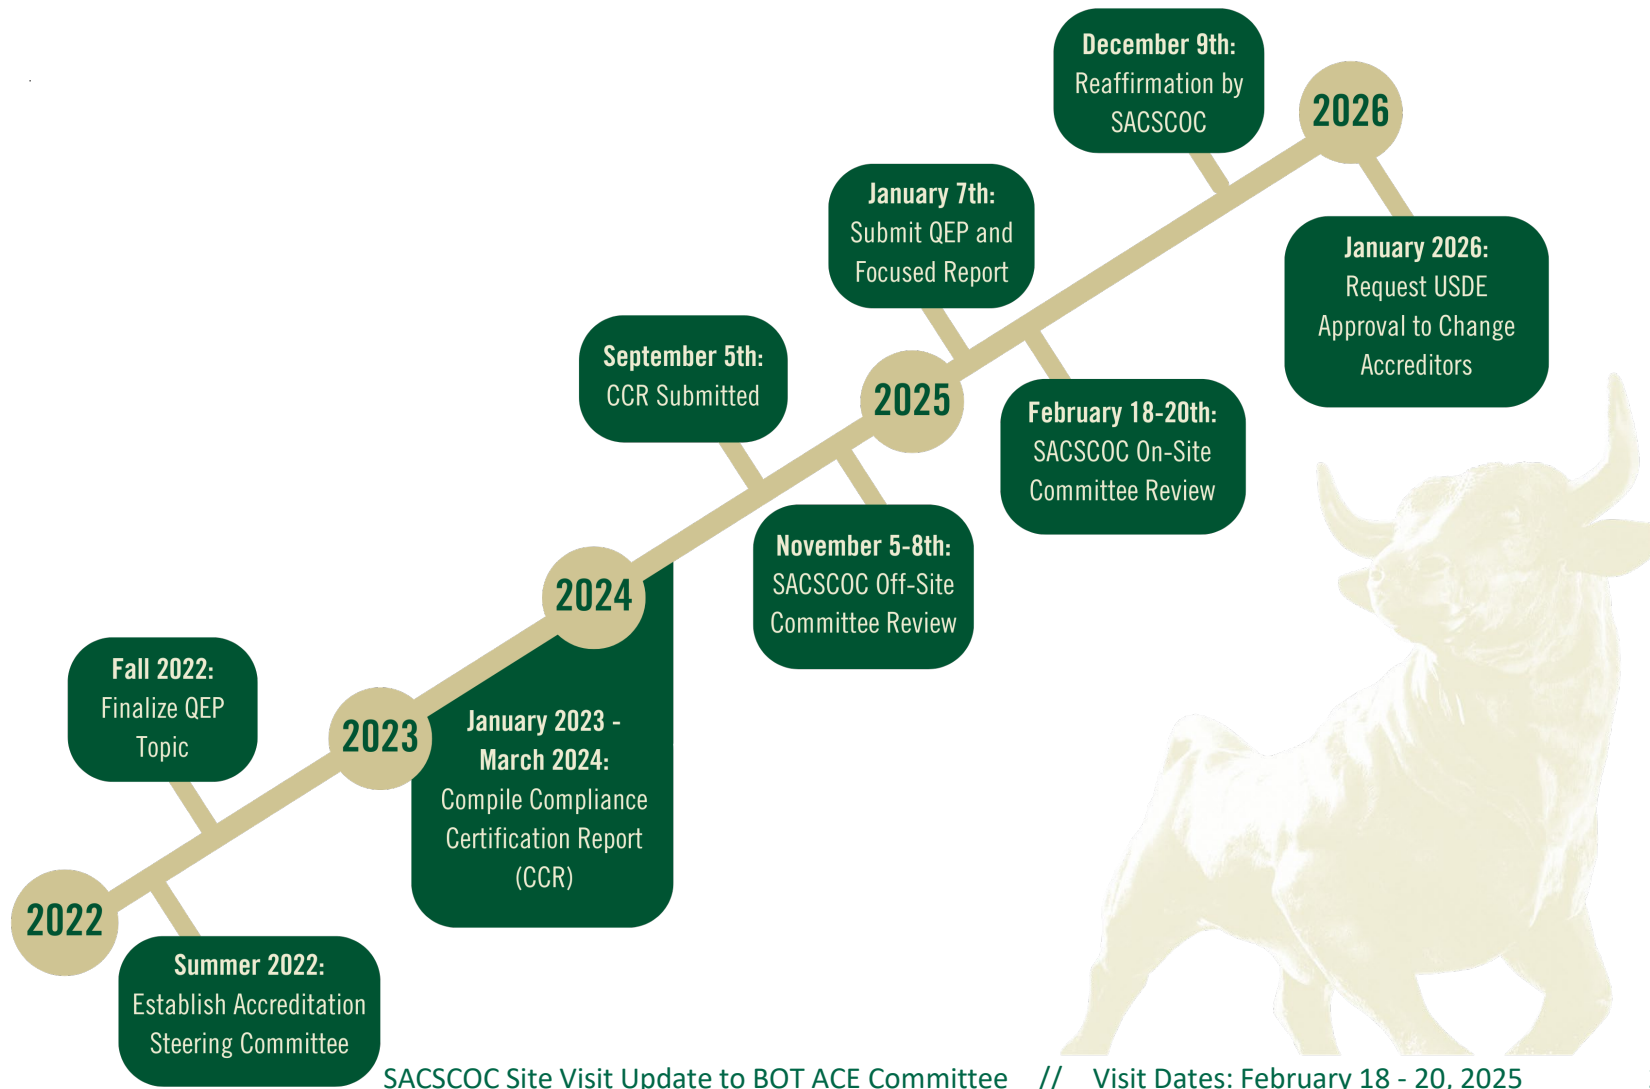 December 9th:
Reaffirmation by
SACSCOC
2026
January 7th:
Submit QEP and
Focused Report
January 2026:
Request USDE
Approval to Change
Accreditors
September 5th:
CCR Submitted
2025
February 18-20th:
SACSCOC On-Site
Committee Review
November 5-8th:
SACSCOC Off-Site
Committee Review
2024
Fall 2022:
Finalize QEP
Topic
2023
January 2023 -
March 2024:
Compile Compliance
Certification Report
(CCR)
2022
Summer 2022:
Establish Accreditation
Steering Committee
SACSCOC Site Visit Update to BOT ACE Committee // Visit Dates: February 18 - 20, 2025